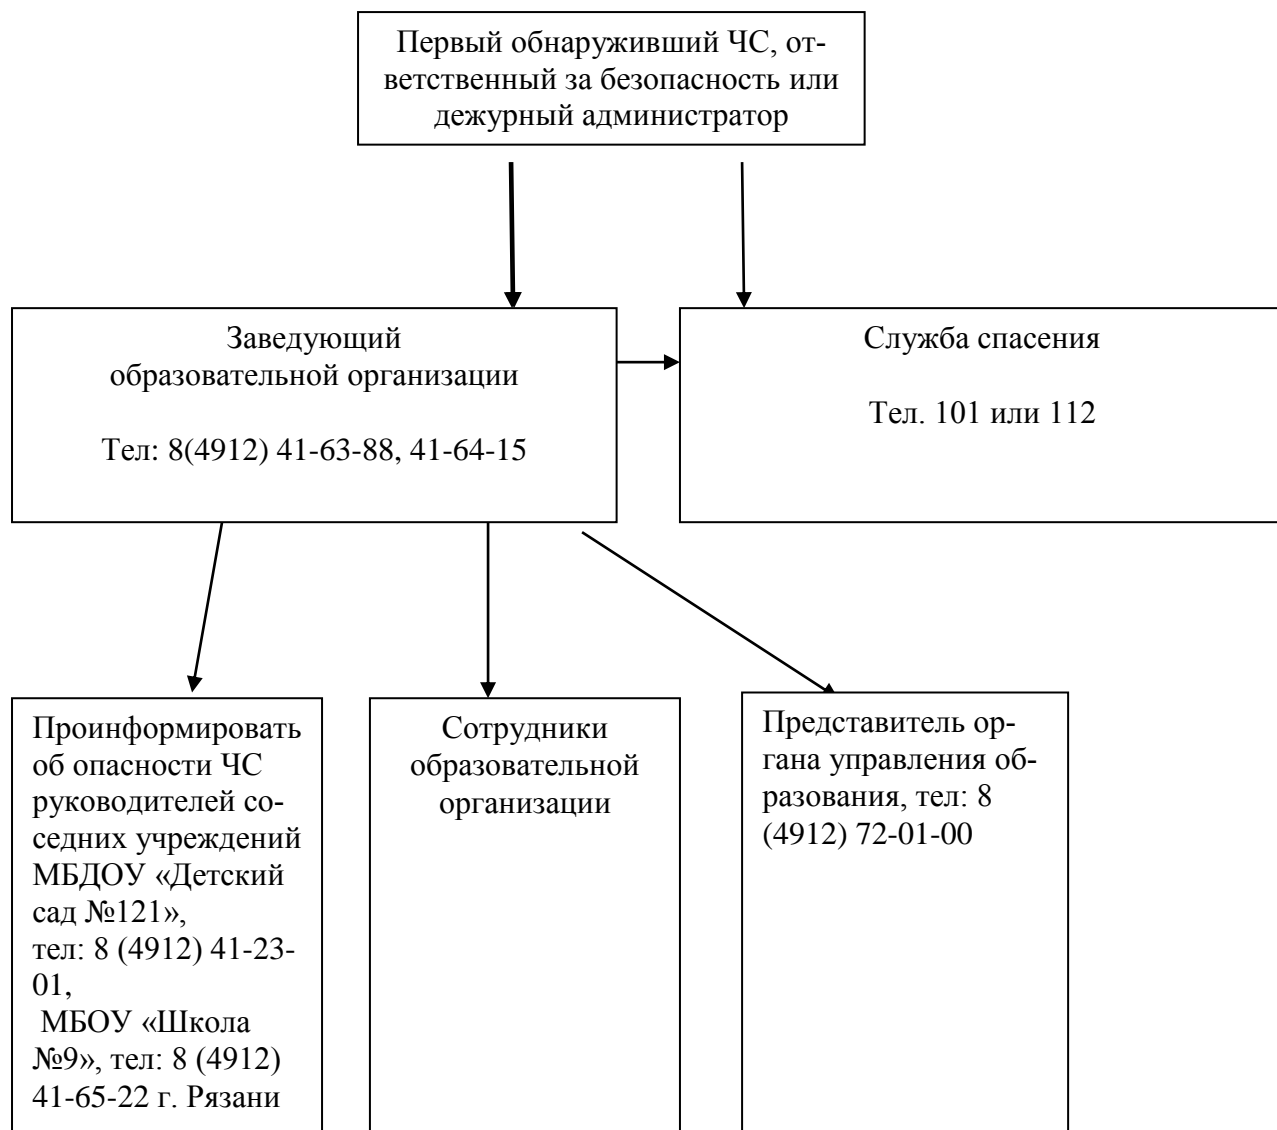 Первый обнаруживший ЧС, от-
ветственный за безопасность или
дежурный администратор
Заведующий
образовательной организации
Тел: 8(4912) 41-63-88, 41-64-15
Служба спасения
Тел. 101 или 112
Проинформировать
об опасности ЧС
руководителей со-
седних учреждений
МБДОУ «Детский
сад №121»,
тел: 8 (4912) 41-23-
01,
МБОУ «Школа
№9», тел: 8 (4912)
41-65-22 г. Рязани
Сотрудники
образовательной
организации
Представитель ор-
гана управления об-
разования, тел: 8
(4912) 72-01-00